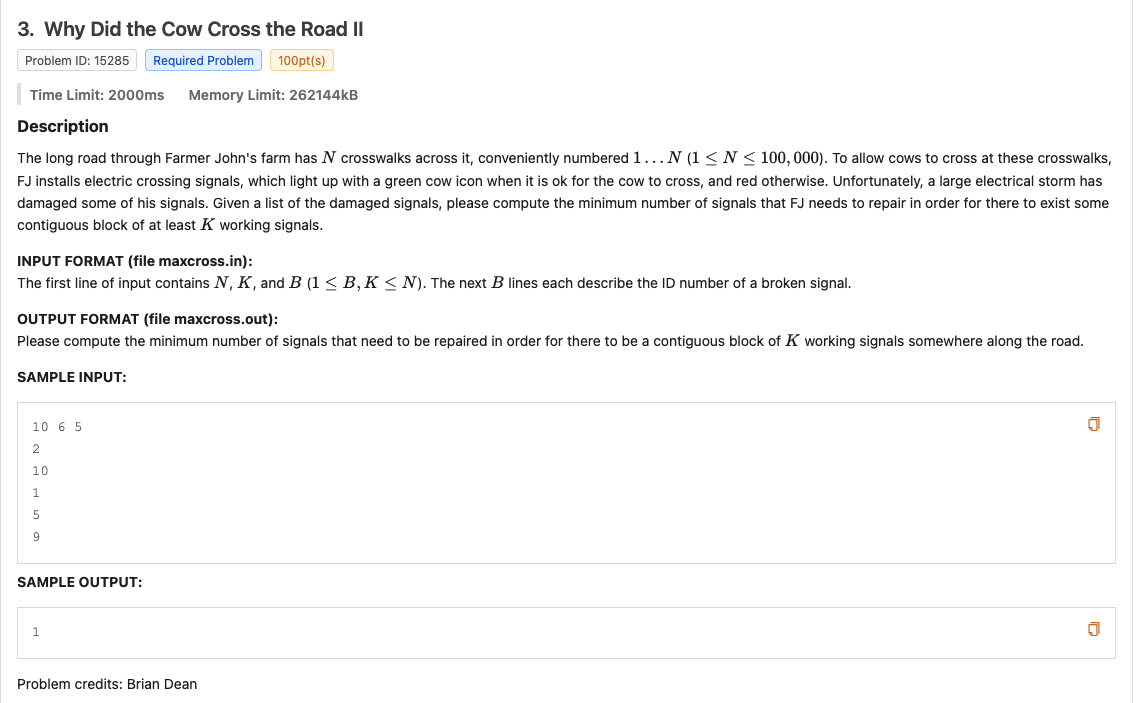 3. Why Did the Cow Cross the Road II
Problem ID: 15285 Required Problem 100pt(s)
Time Limit: 2000ms Memory Limit: 262144kB
Description
The long road through Farmer John's farm has N crosswalks across it, conveniently numbered 1...N (1 ≤ N ≤ 100,000). To allow cows to cross at these crosswalks,
FJ installs electric crossing signals, which light up with a green cow icon when it is ok for the cow to cross, and red otherwise. Unfortunately, a large electrical storm has
damaged some of his signals. Given a list of the damaged signals, please compute the minimum number of signals that FJ needs to repair in order for there to exist some
contiguous block of at least K working signals.
INPUT FORMAT (file maxcross.in):
The first line of input contains N, K, and B (1 ≤ B, K ≤ N). The next B lines each describe the ID number of a broken signal.
OUTPUT FORMAT (file maxcross.out):
Please compute the minimum number of signals that need to be repaired in order for there to be a contiguous block of K working signals somewhere along the road.
SAMPLE INPUT:
10 6 5
2
10
1
5
9
SAMPLE OUTPUT:
1
Problem credits: Brian Dean